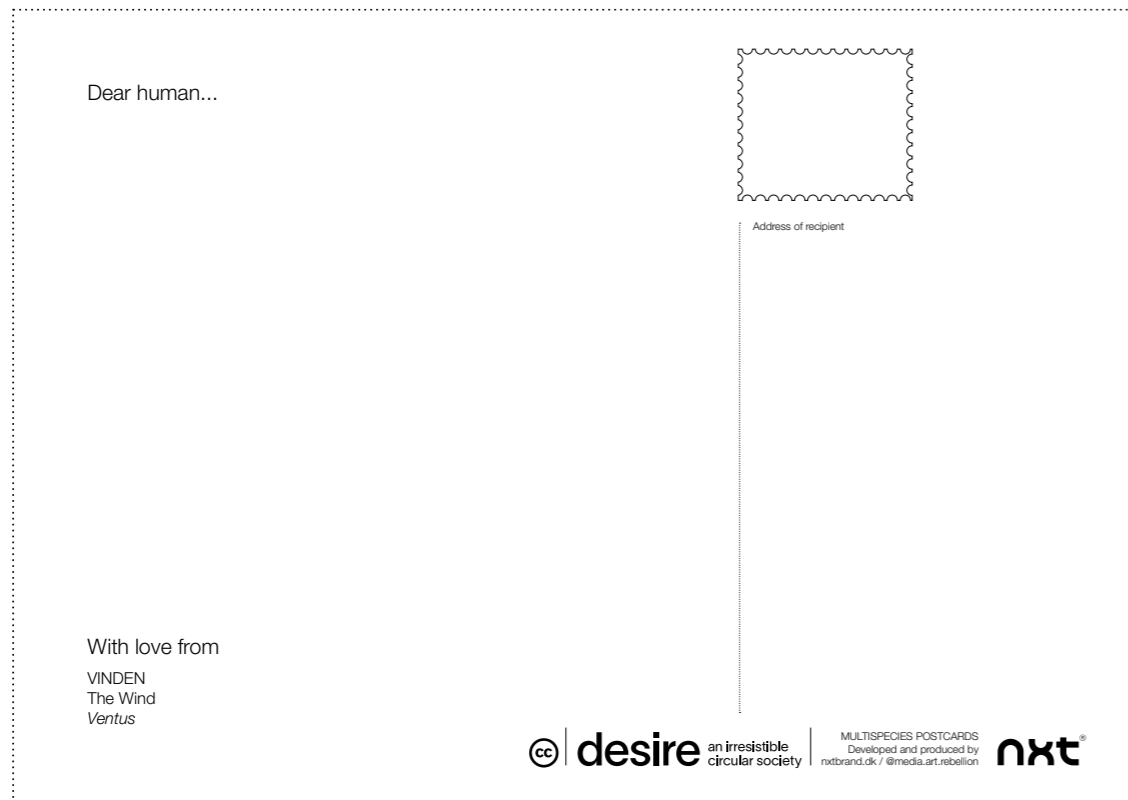 Dear human...
Address of recipient
With love from
VINDEN
The Wind
Ventus
cc
desire
an irresistible
circular society
MULTISPECIES POSTCARDS
Developed and produced by
nxtbrand.dk / @media.art.rebellion
nxt®